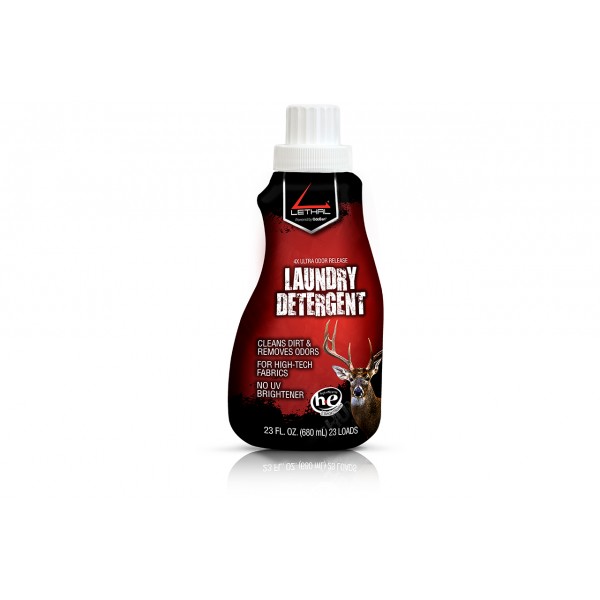 LETHAL
4X ULTRA ODOR RELEASE
LAUNDRY
DETERGENT
CLEANS DIRT &
REMOVES ODORS
FOR HIGH-TECH
FABRICS
NO UV
BRIGHTENER
he
23 FL. OZ. (680 mL) 23 LOADS